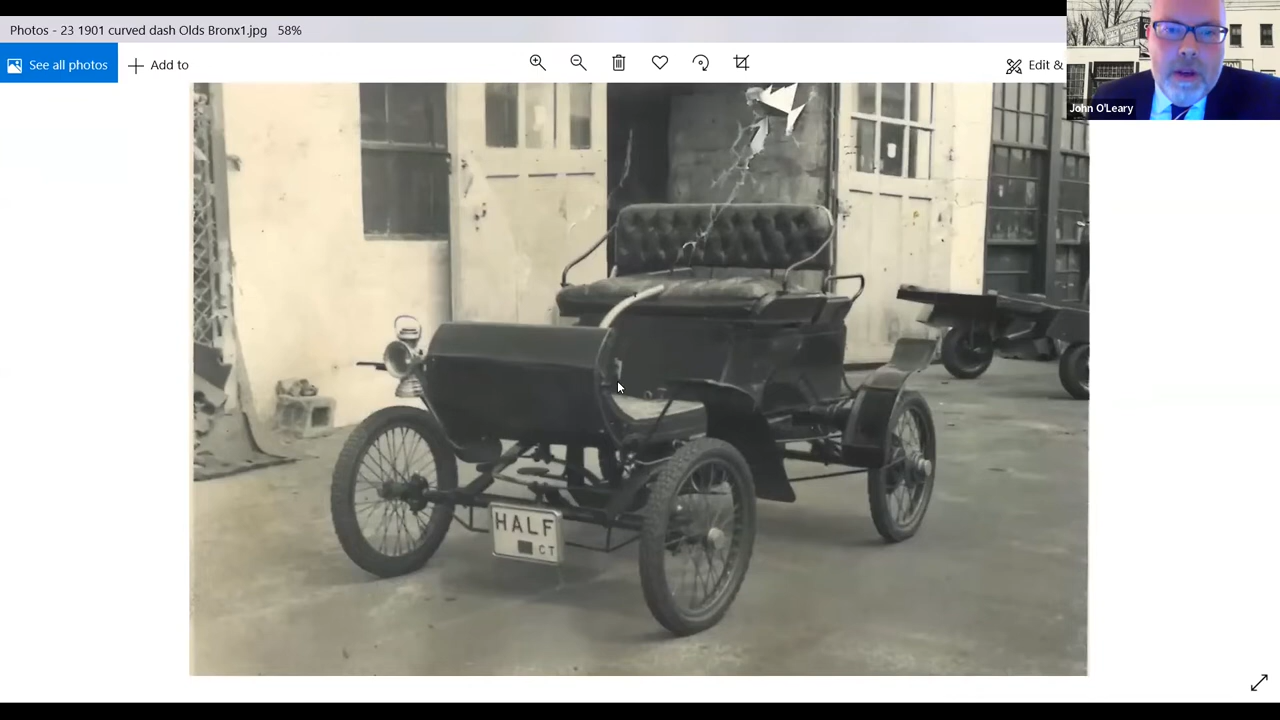 Photos - 23 1901 curved dash Olds Bronx1.jpg 58%
See all photos
Add to
Edit &
John O'Leary
HALF
CT